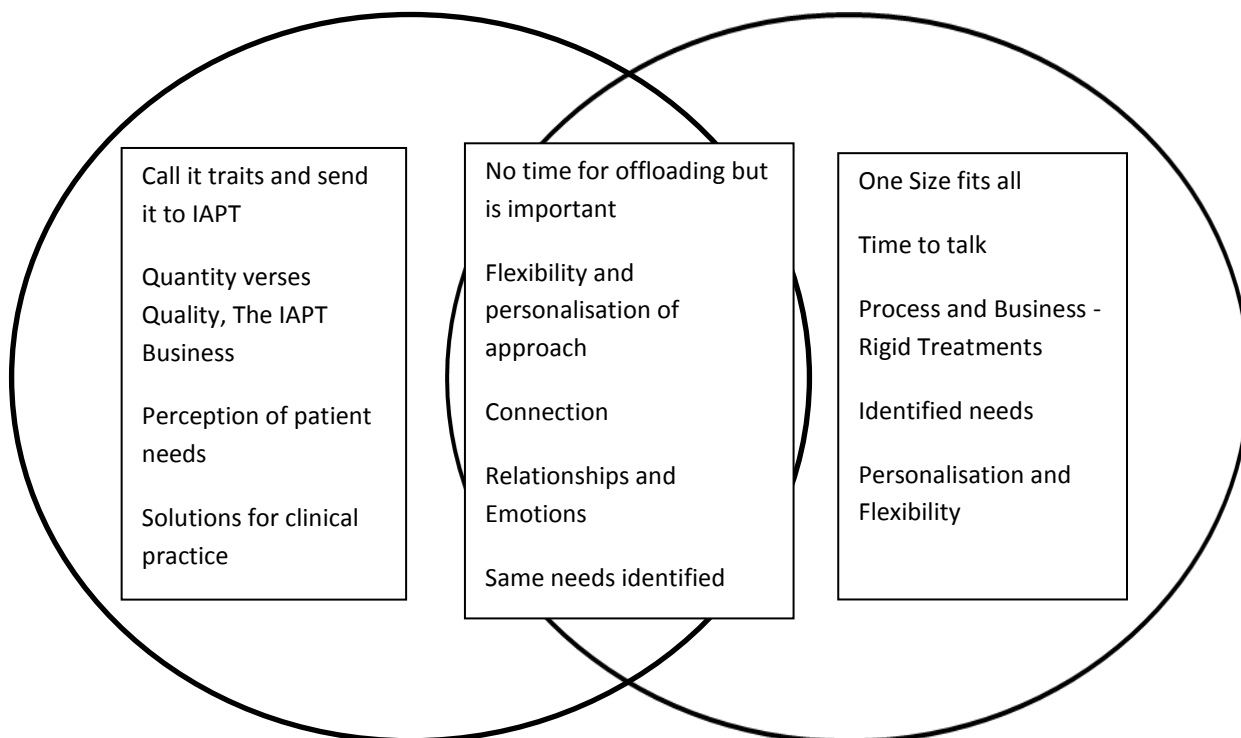 Call it traits and send
it to IAPT
Quantity verses
Quality, The IAPT
Business
Perception of patient
needs
Solutions for clinical
practice
No time for offloading but
is important
Flexibility and
personalisation of
approach
Connection
Relationships and
Emotions
Same needs identified
One Size fits all
Time to talk
Process and Business -
Rigid Treatments
Identified needs
Personalisation and
Flexibility